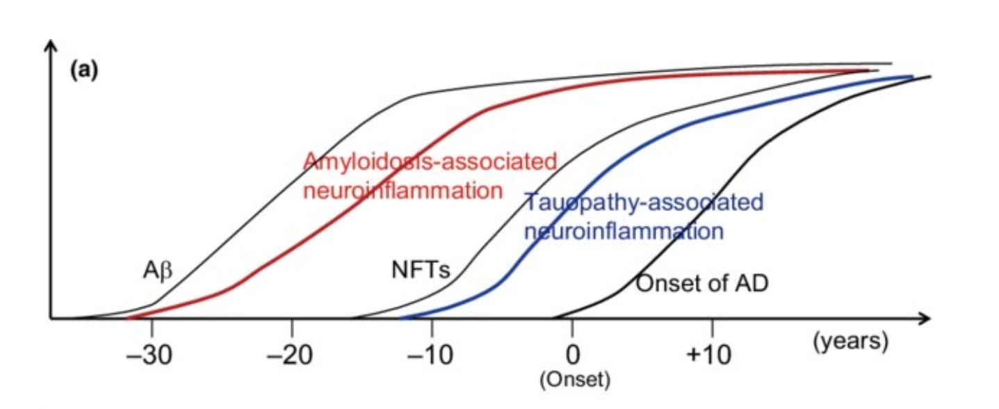 (a)
Amyloidosis-associated
neuroinflammation
Tauopathy-associated
neuroinflammation
Aβ
NFTs
Onset of AD
–30
–20
–10
0
+10
(years)
(Onset)